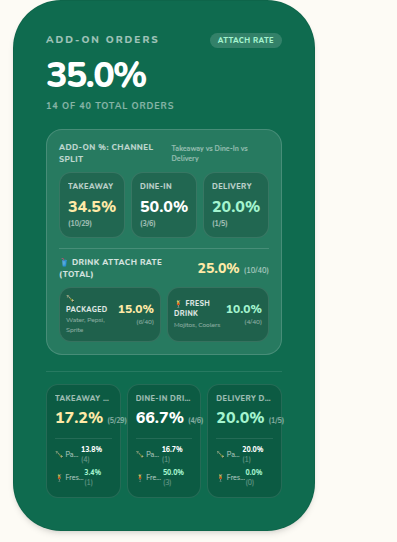 ADD-ON ORDERS
ATTACH RATE
35.0%
14 OF 40 TOTAL ORDERS
ADD-ON %: CHANNEL
SPLIT
Takeaway vs Dine-In vs
Delivery
TAKEAWAY
34.5%
(10/29)
DINE-IN
50.0%
(3/6)
DELIVERY
20.0%
(1/5)
DRINK ATTACH RATE
(TOTAL)
25.0% (10/40)
PACKAGED
Water, Pepsi,
Sprite
15.0%
(6/40)
FRESH
DRINK
Mojitos, Coolers
10.0%
(4/40)
TAKEAWAY ...
17.2% (5/29)
Pa... 13.8%
(4)
Fres... 3.4%
(1)
DINE-IN DRI...
66.7% (4/6)
Pa... 16.7%
(1)
Fre... 50.0%
(3)
DELIVERY D...
20.0% (1/5)
Pa... 20.0%
(1)
Fres... 0.0%
(0)